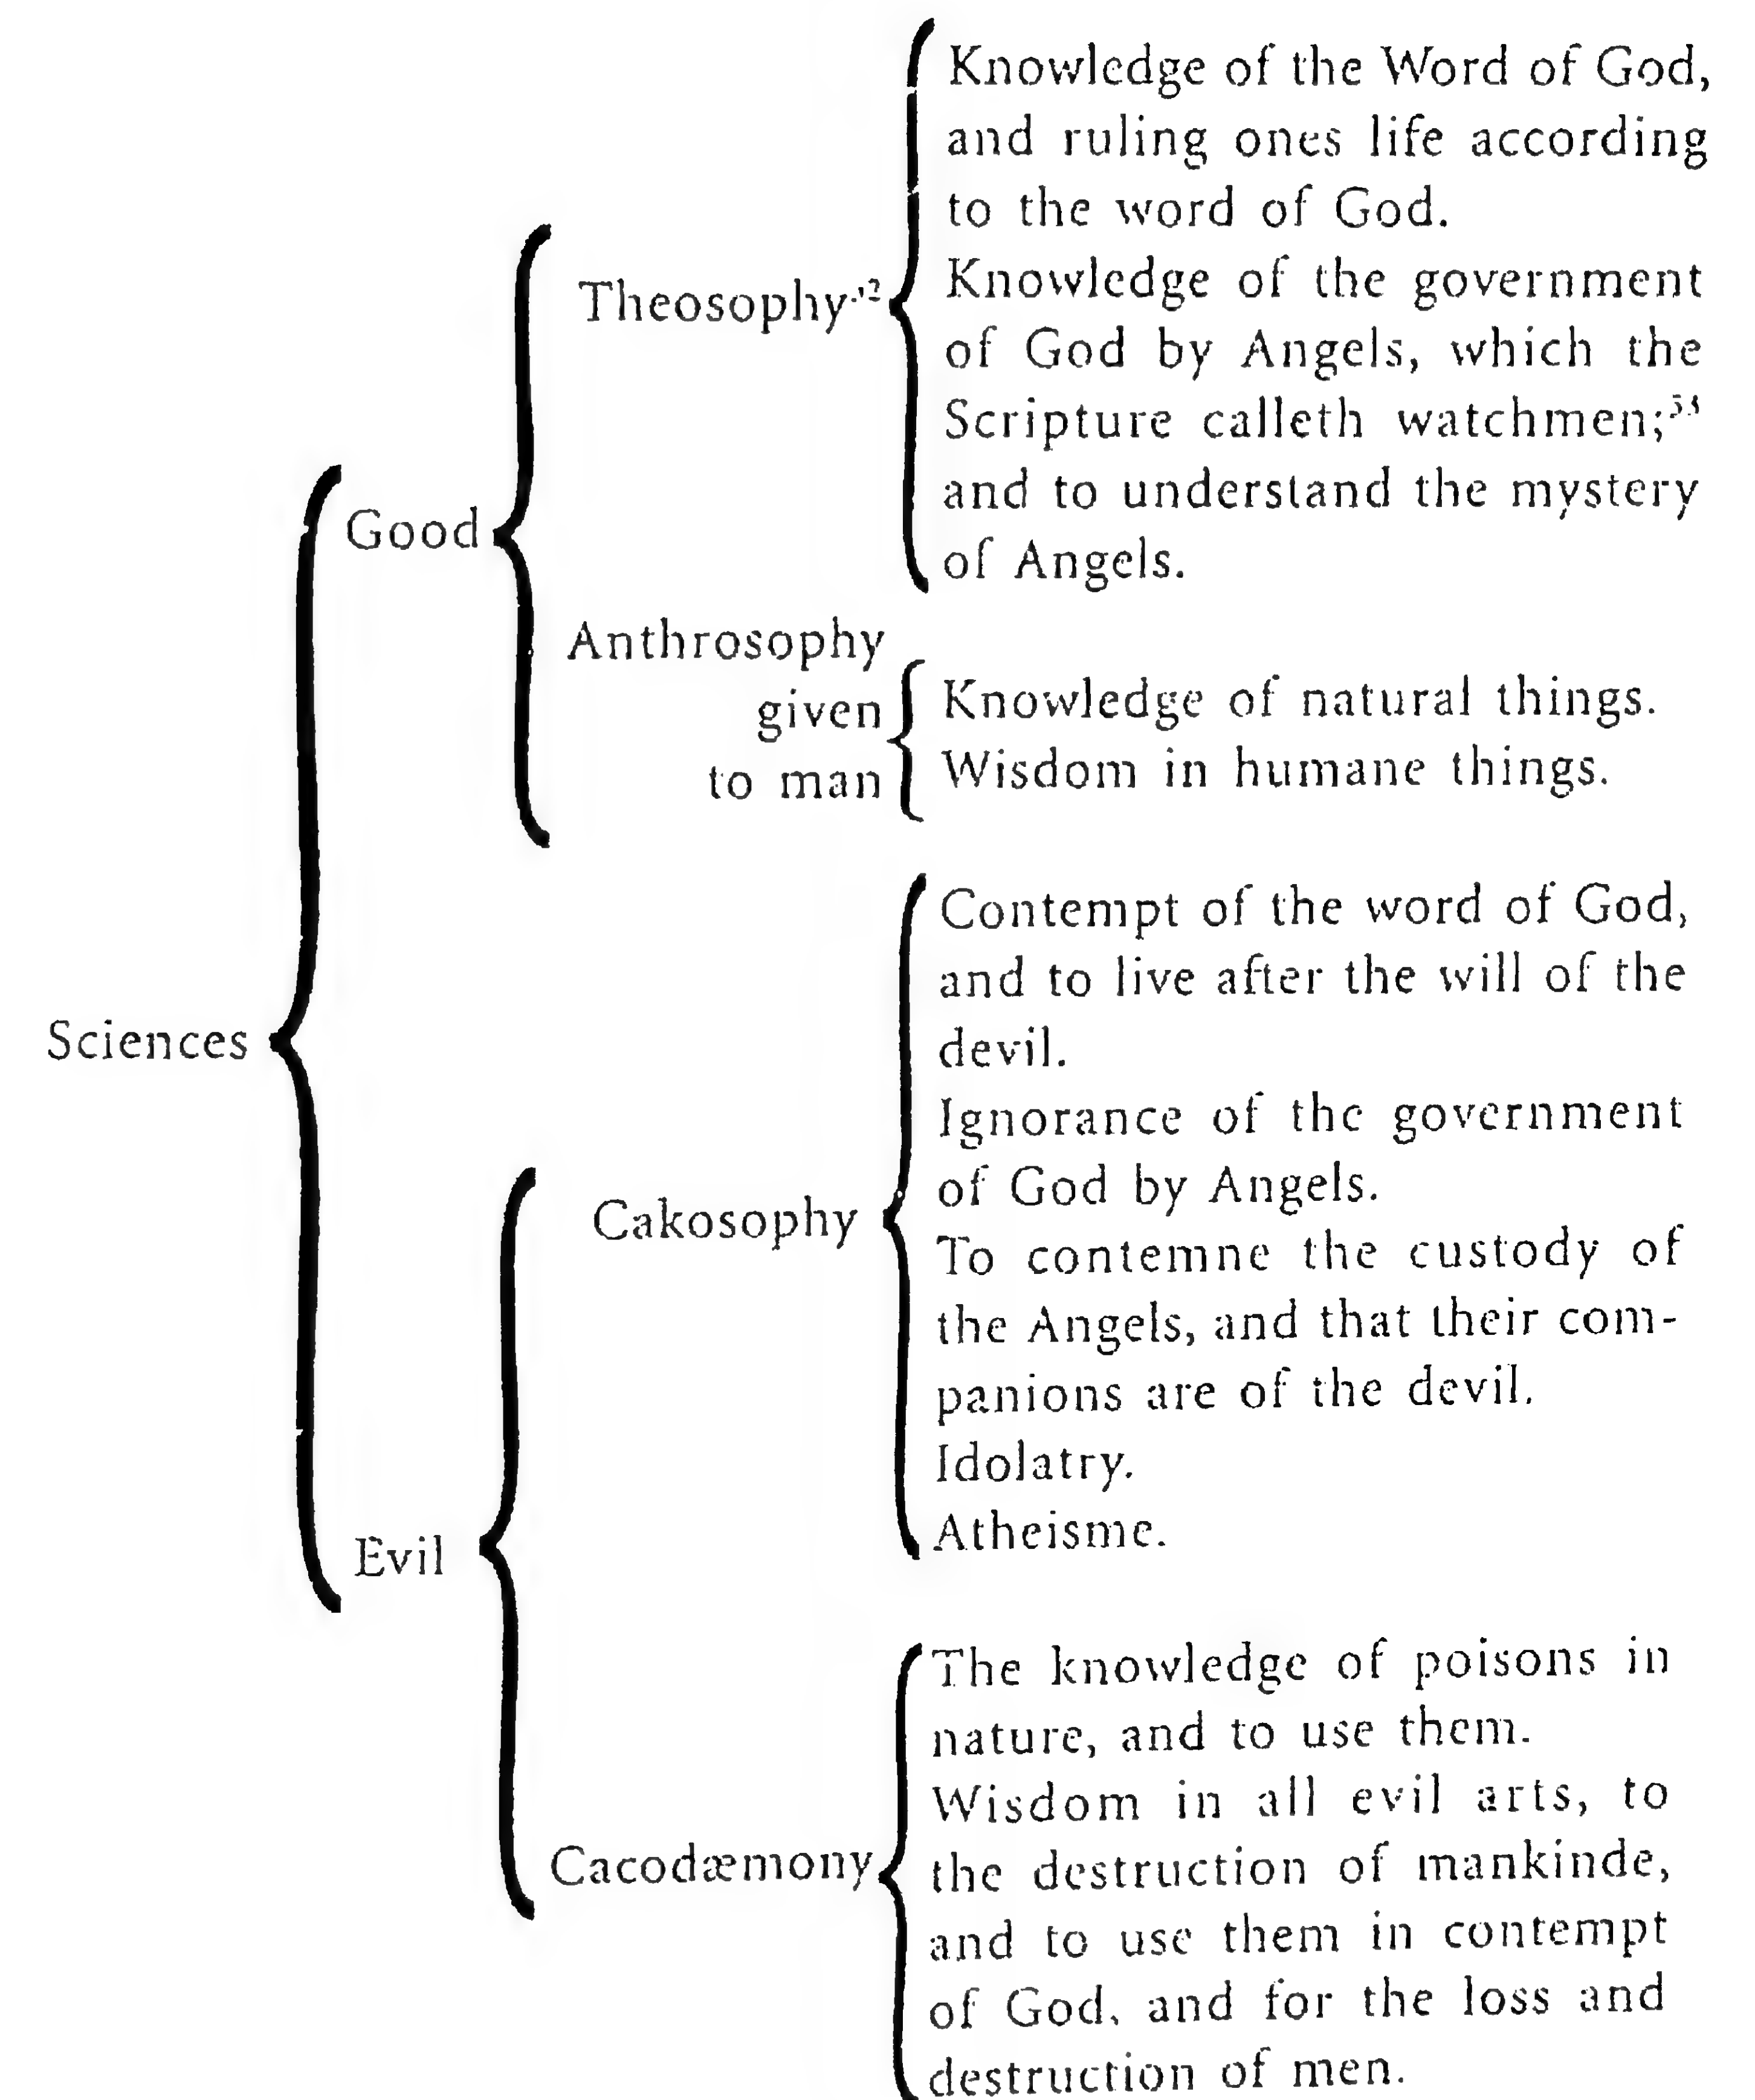 Knowledge of the Word of God,
and ruling ones life according
to the word of God.
Theosophy
Knowledge of the government
of God by Angels, which the
Scripture calleth watchmen;
and to understand the mystery
of Angels.
Good
Anthrosophy
given
to man
Knowledge of natural things.
Wisdom in humane things.
Sciences
Contempt of the word of God,
and to live after the will of the
devil.
Ignorance of the government
of God by Angels.
Cakosophy
To contemne the custody of
the Angels, and that their com-
panions are of the devil.
Idolatry.
Atheisme.
Evil
The knowledge of poisons in
nature, and to use them.
Wisdom in all evil arts, to
the destruction of mankinde,
Cacodæmony
and to use them in contempt
of God, and for the loss and
destruction of men.